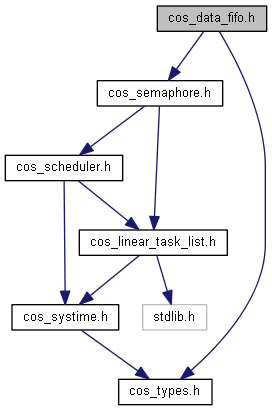 cos_data_fifo.h
cos_semaphore.h
cos_scheduler.h
cos_linear_task_list.h
cos_systime.h
stdlib.h
cos_types.h